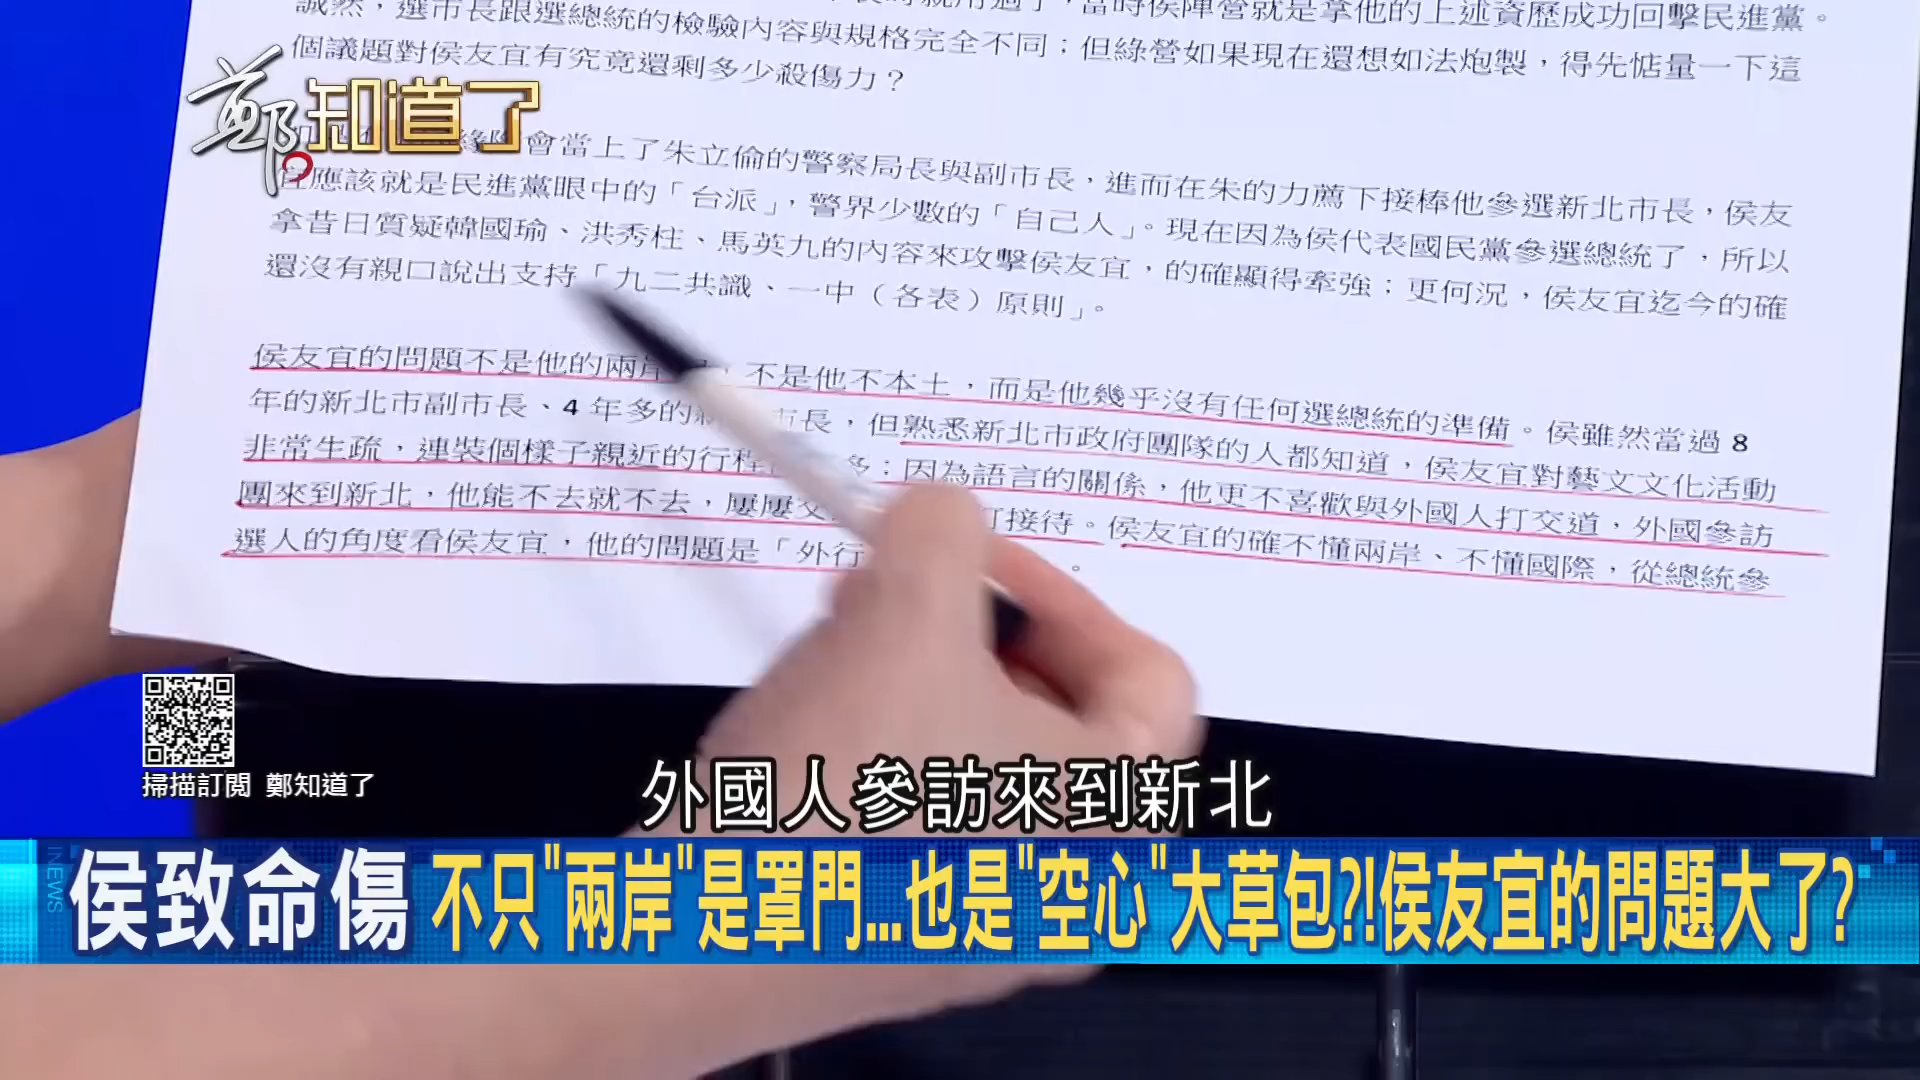 誠然，選市長跟選總統的檢驗內容與規格完全不同；但綠營如果現在還想如法炮製，得先惦量一下這
個議題對侯友宜有究竟還剩多少殺傷力？
鄭知道了
會當上了朱立倫的警察局長與副市長，進而在朱的力薦下接棒他參選新北市長，侯友
應該就是民進黨眼中的「台派」，警界少數的「自己人」。現在因為侯代表國民黨參選總統了，所以
拿昔日質疑韓國瑜、洪秀柱、馬英九的內容來攻擊侯友宜，的確顯得牽強；更何況，侯友宜迄今的確
還沒有親口說出支持「九二共識、一中（各表）原則」。
侯友宜的問題不是他的兩岸，不是他不本土，而是他幾乎沒有任何選總統的準備。侯雖然當過 8
年的新北市副市長、4 年多的市長，但熟悉新北市政府團隊的人都知道，侯友宜對藝文文化活動
非常生疏，連裝個樣子親近的行程多；因為語言的關係，他更不喜歡與外國人打交道，外國參訪
團來到新北，他能不去就不去，屢屢交接待。侯友宜的確不懂兩岸、不懂國際，從總統參
選人的角度看侯友宜，他的問題是「外行。
掃描訂閱 鄭知道了
外國人參訪來到新北
INEWS
侯致命傷 不只"兩岸"是罩門...也是"空心"大草包?!侯友宜的問題大了?